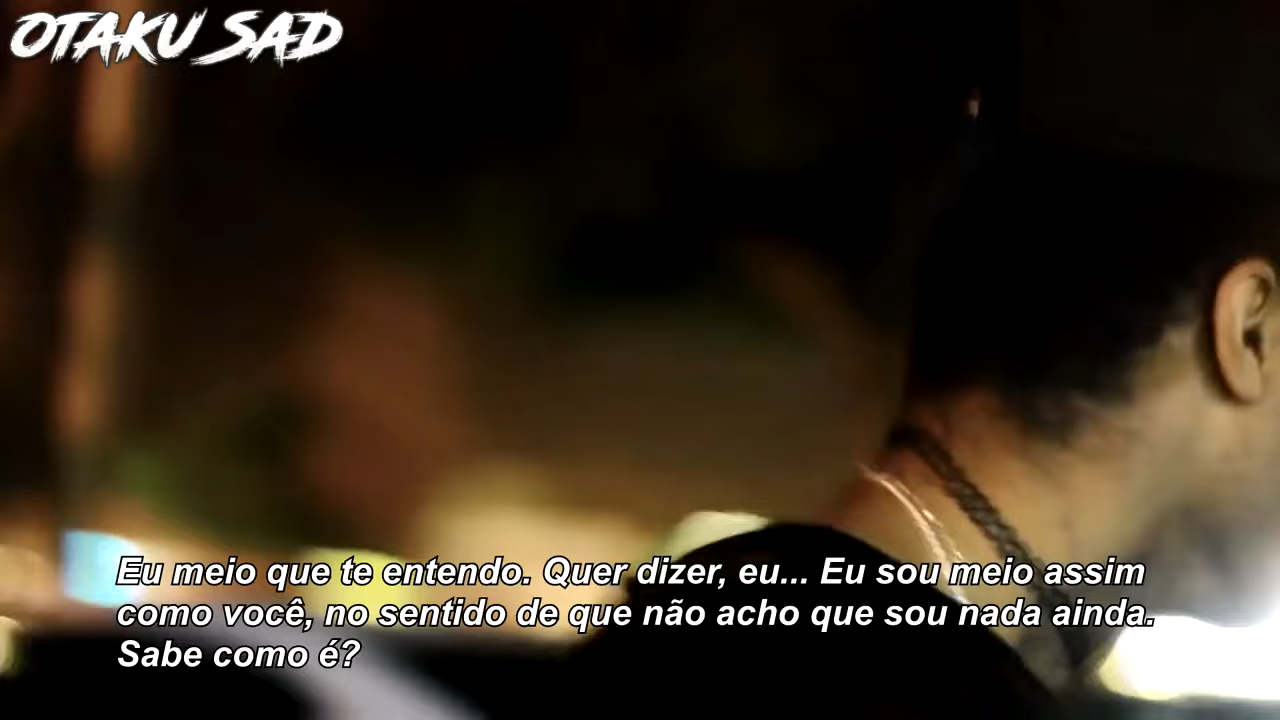 OTAKU SAD
Eu meio que te entendo. Quer dizer, eu... Eu sou meio assim
como você, no sentido de que não acho que sou nada ainda.
Sabe como é?